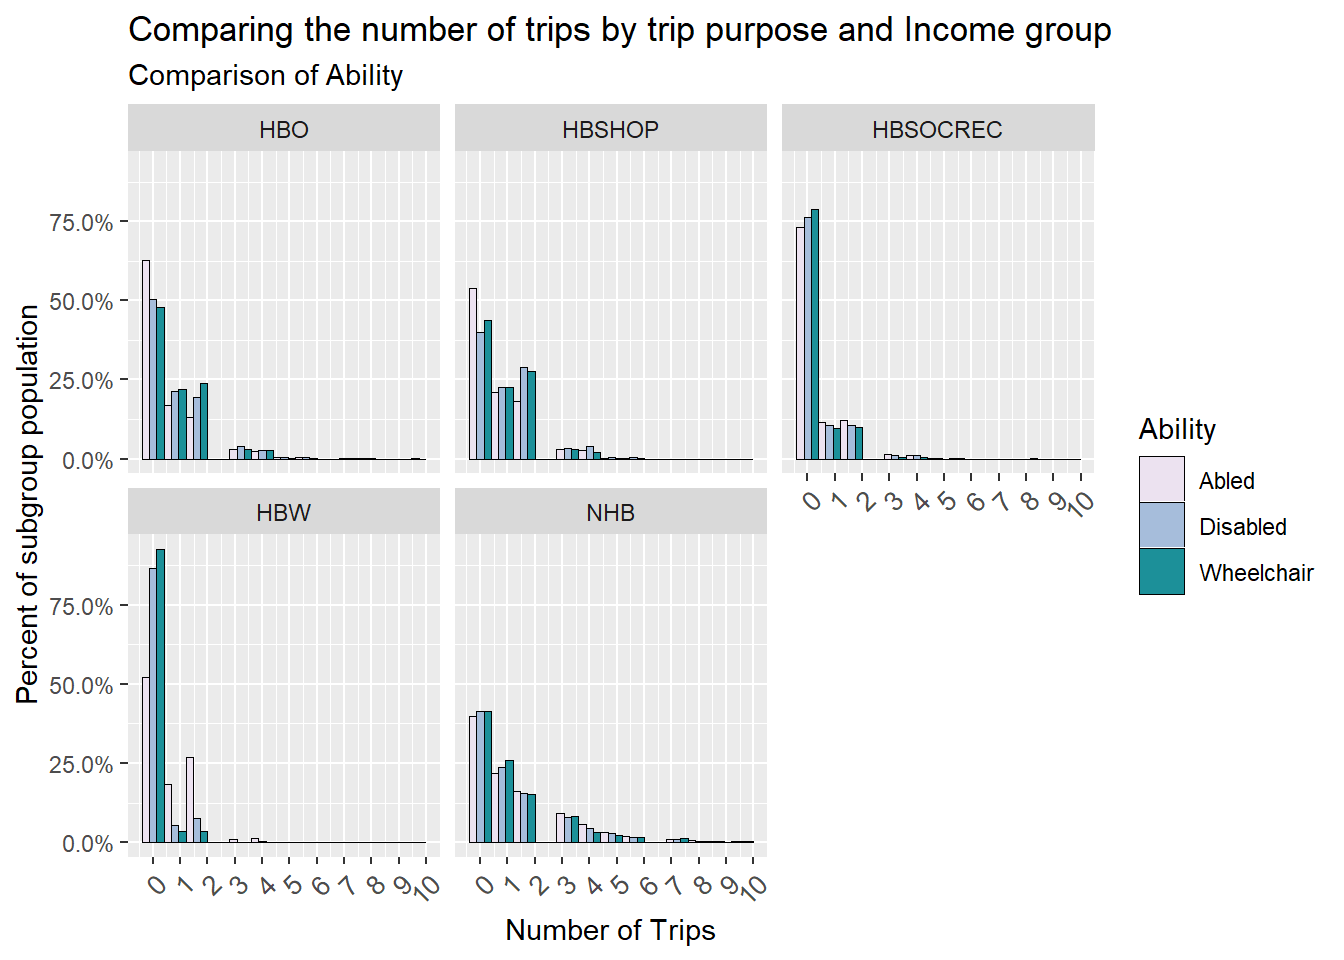 Comparing the number of trips by trip purpose and Income group
Comparison of Ability
HBO
HBSHOP
HBSOCREC
75.0%
50.0%
25.0%
0.0%
0 1 2 3 4 5 6 7 8 9 10
HBW
NHB
75.0%
50.0%
25.0%
0.0%
0 1 2 3 4 5 6 7 8 9 10
0 1 2 3 4 5 6 7 8 9 10
Number of Trips
Percent of subgroup population
Ability
Abled
Disabled
Wheelchair